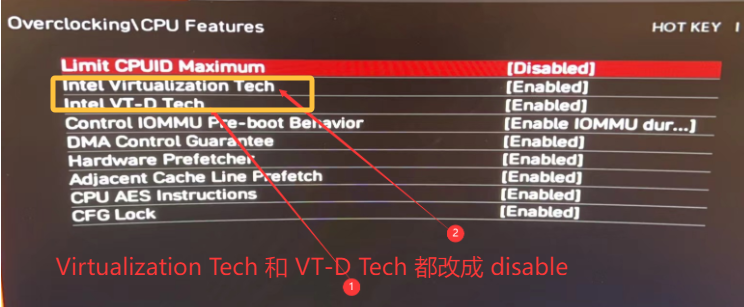 Overclocking\CPU Features
HOT KEY
Limit CPUID Maximum [Disabled]
Intel Virtualization Tech [Enabled]
Intel VT-D Tech [Enabled]
Control IOMMU Pre-boot Behavior [Enable IOMMU dur...]
DMA Control Guarantee [Enabled]
Hardware Prefetcher [Enabled]
Adjacent Cache Line Prefetch [Enabled]
CPU AES Instructions [Enabled]
CFG Lock [Enabled]
2
Virtualization Tech 和 VT-D Tech 都改成 disable
1